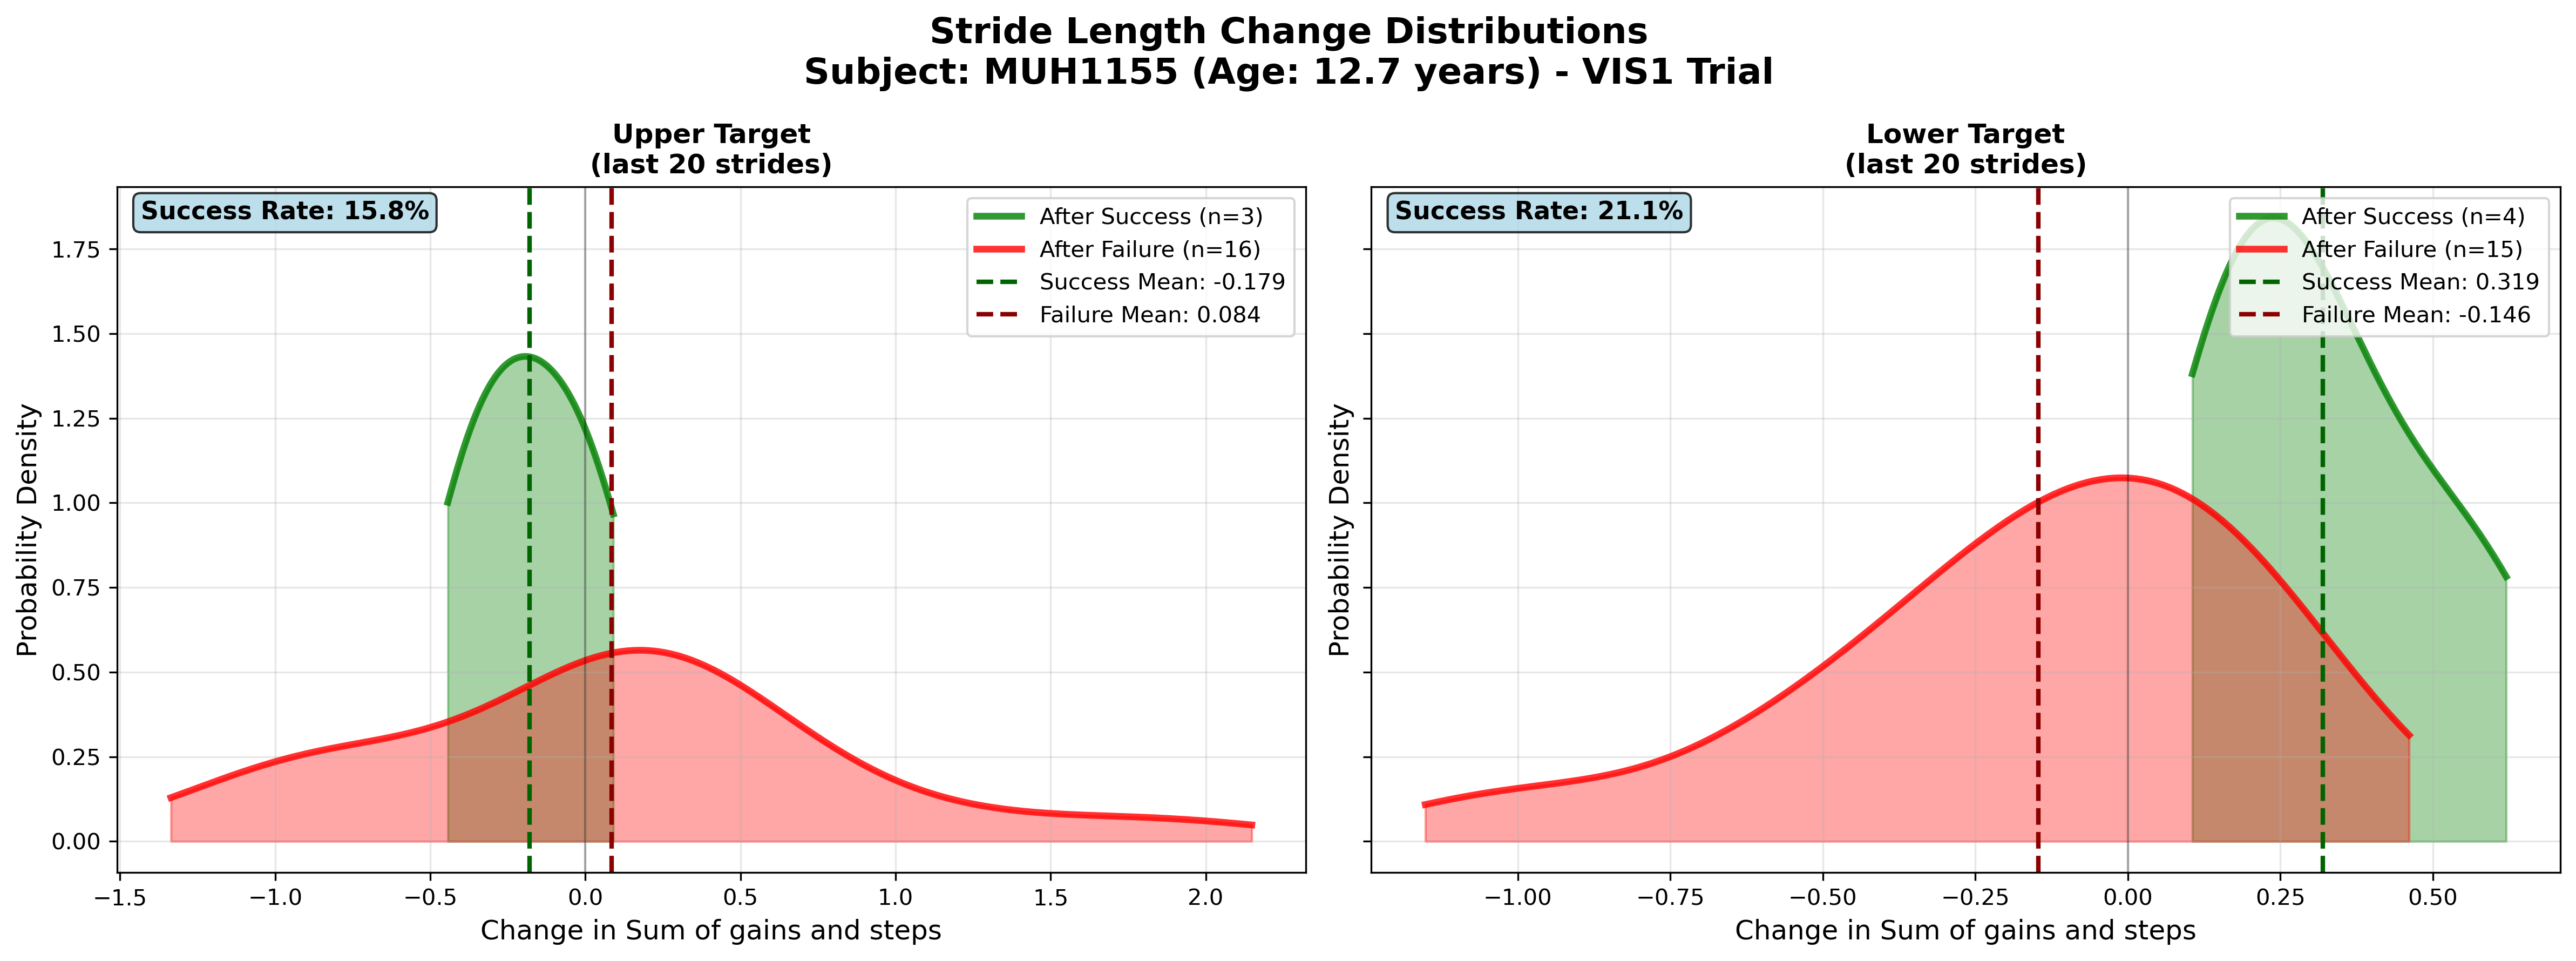 Stride Length Change Distributions
Subject: MUH1155 (Age: 12.7 years) - VIS1 Trial
Upper Target
(last 20 strides)
Success Rate: 15.8%
After Success (n=3)
After Failure (n=16)
Success Mean: -0.179
Failure Mean: 0.084
Probability Density
1.75
1.50
1.25
1.00
0.75
0.50
0.25
0.00
−1.5 −1.0 −0.5 0.0 0.5 1.0 1.5 2.0
Change in Sum of gains and steps
Lower Target
(last 20 strides)
Success Rate: 21.1%
After Success (n=4)
After Failure (n=15)
Success Mean: 0.319
Failure Mean: -0.146
Probability Density
−1.00 −0.75 −0.50 −0.25 0.00 0.25 0.50
Change in Sum of gains and steps